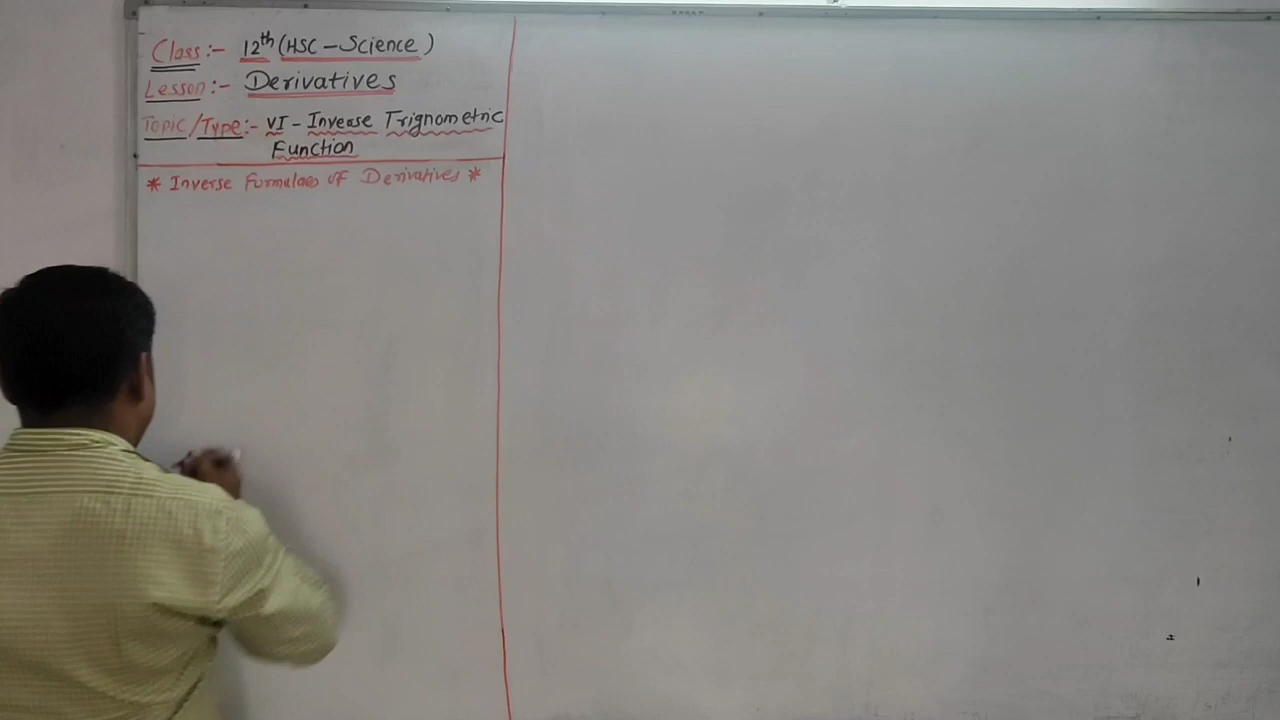 Class :- 12th (HSC - Science)
Lesson :- Derivatives
Topic/Type :- VI - Inverse Trignometric
Function
* Inverse Formulaes of Derivatives *